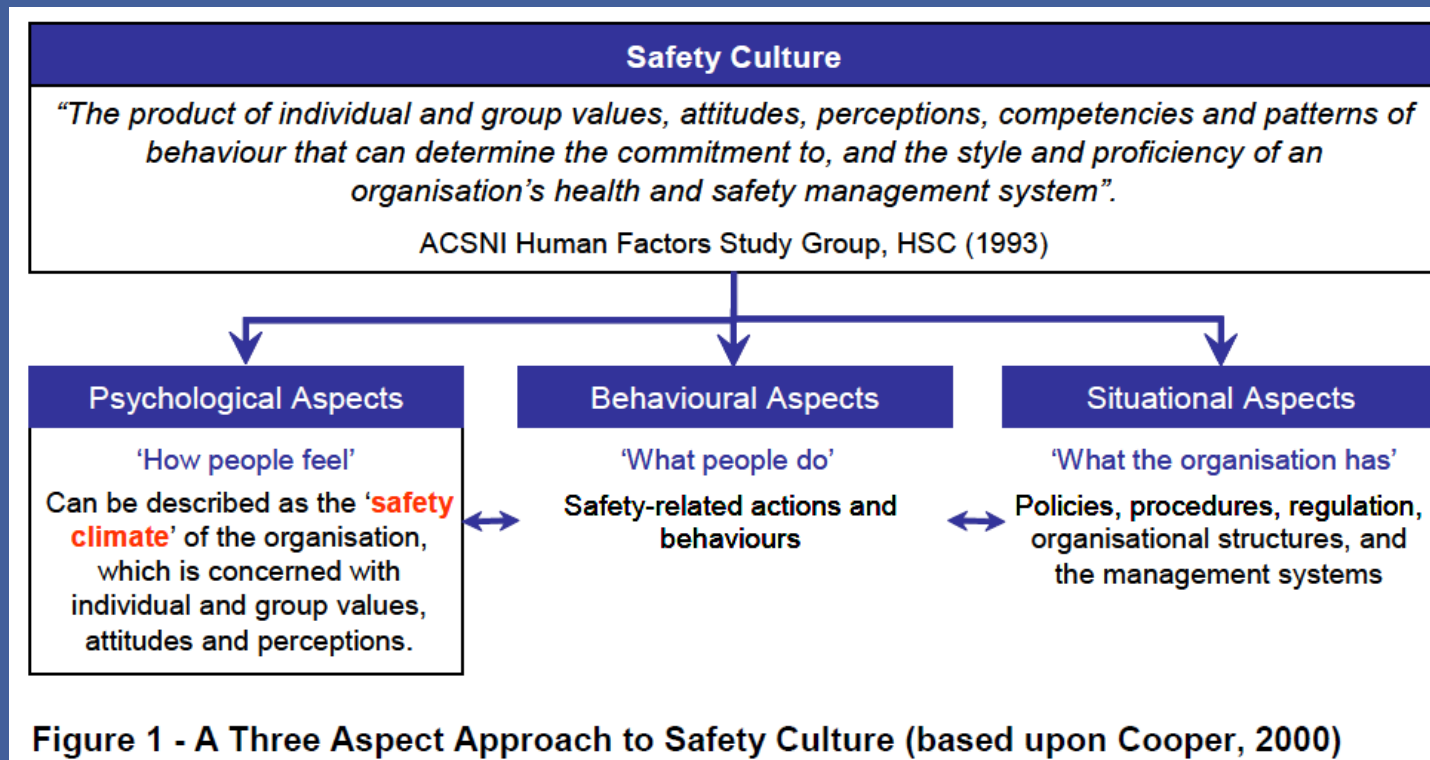 Safety Culture
“The product of individual and group values, attitudes, perceptions, competencies and patterns of
behaviour that can determine the commitment to, and the style and proficiency of an
organisation’s health and safety management system”.
ACSNI Human Factors Study Group, HSC (1993)
Psychological Aspects
‘How people feel’
Can be described as the ‘safety
climate’ of the organisation,
which is concerned with
individual and group values,
attitudes and perceptions.
Behavioural Aspects
‘What people do’
Safety-related actions and
behaviours
Situational Aspects
‘What the organisation has’
Policies, procedures, regulation,
organisational structures, and
the management systems
Figure 1 - A Three Aspect Approach to Safety Culture (based upon Cooper, 2000)